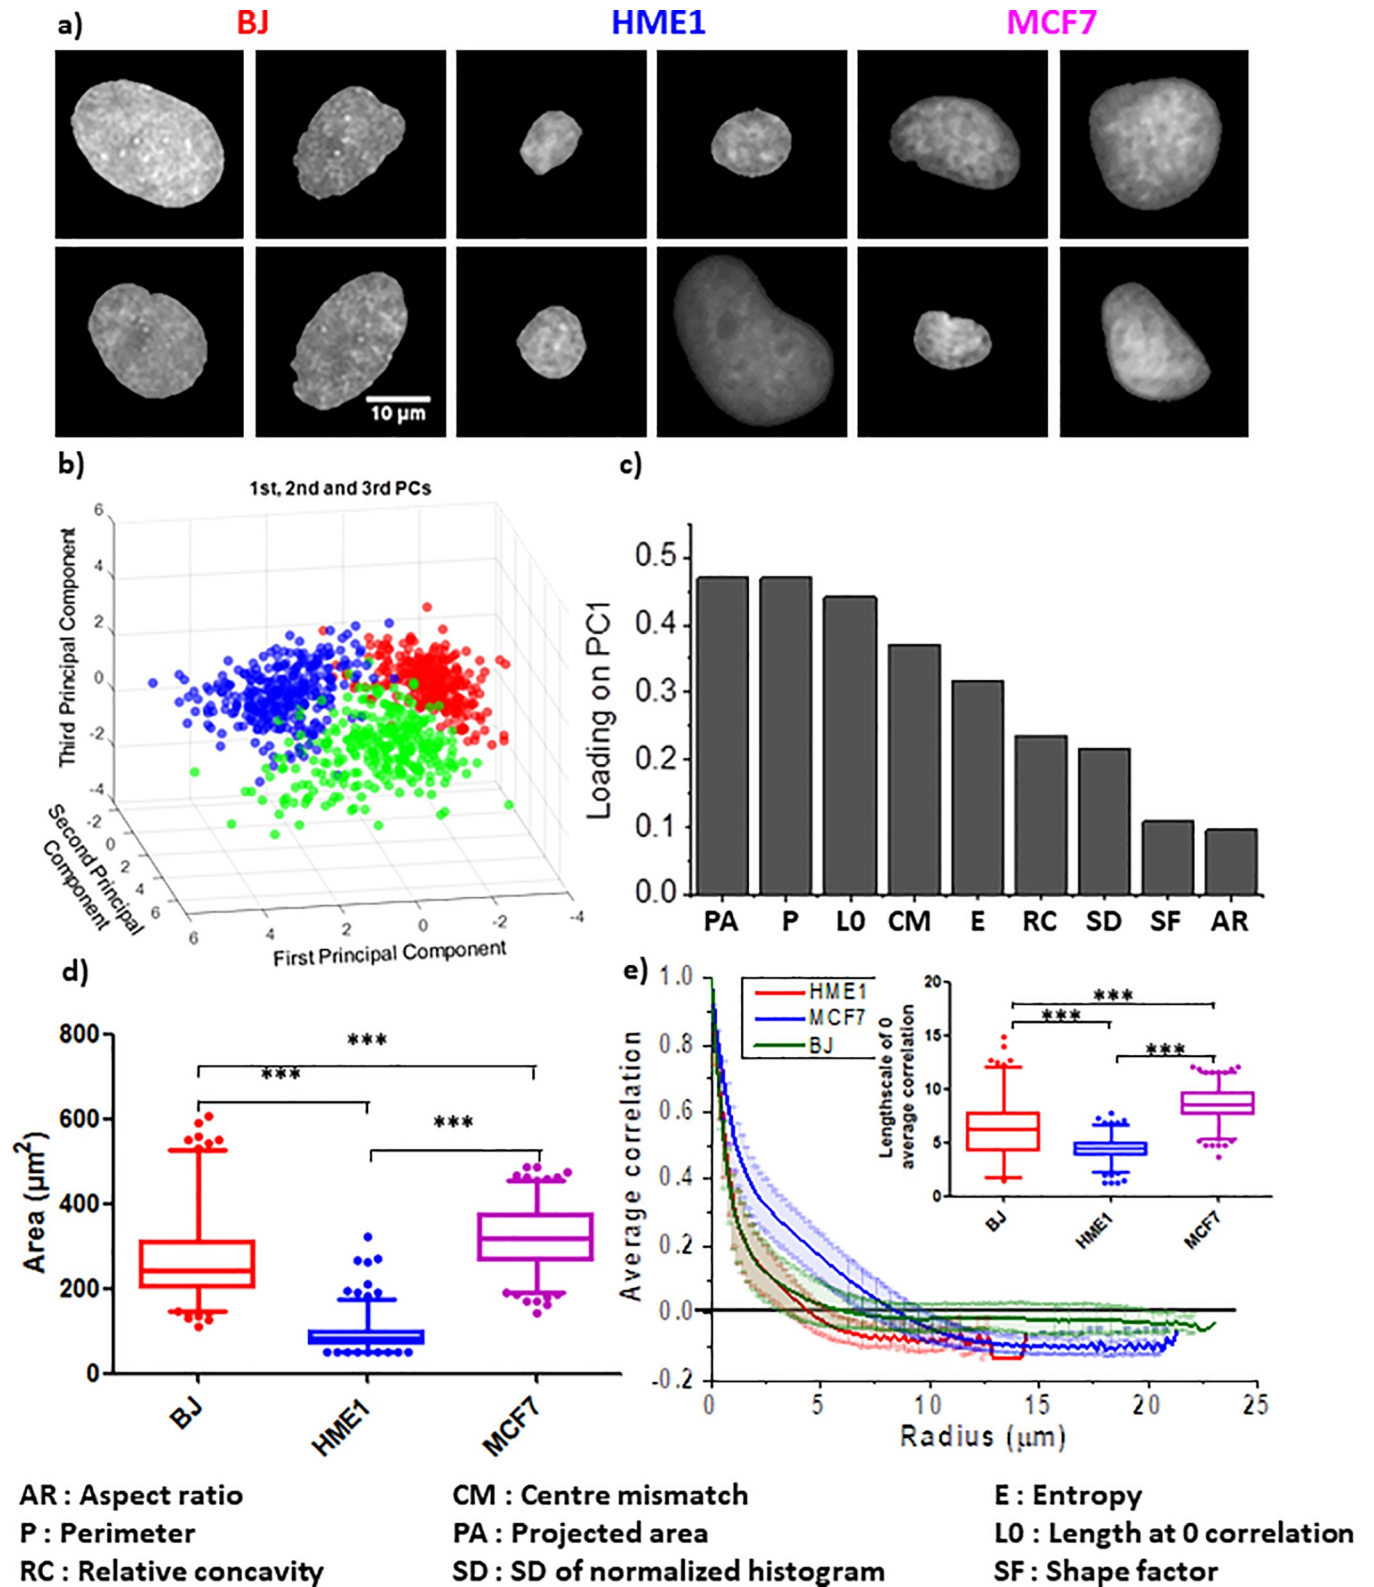 a)
BJ
HME1
MCF7
10 µm
b)
1st, 2nd and 3rd PCs
Third Principal Component
6
4
2
0
-2
-4
Second Principal
Component
-2
0
2
4
6
First Principal Component
6
4
2
0
-2
-4
c)
Loading on PC1
0.5
0.4
0.3
0.2
0.1
0.0
PA P L0 CM E RC SD SF AR
d)
Area (µm²)
800
600
400
200
0
***
***
***
BJ
HME1
MCF7
e)
Average correlation
1.0
0.8
0.6
0.4
0.2
0.0
-0.2
HME1
MCF7
BJ
0 5 10 15 20 25
Radius (µm)
Lengthscale of 0
average correlation
20
15
10
5
0
***
***
***
BJ
HME1
MCF7
AR : Aspect ratio
CM : Centre mismatch
E : Entropy
P : Perimeter
PA : Projected area
L0 : Length at 0 correlation
RC : Relative concavity
SD : SD of normalized histogram
SF : Shape factor